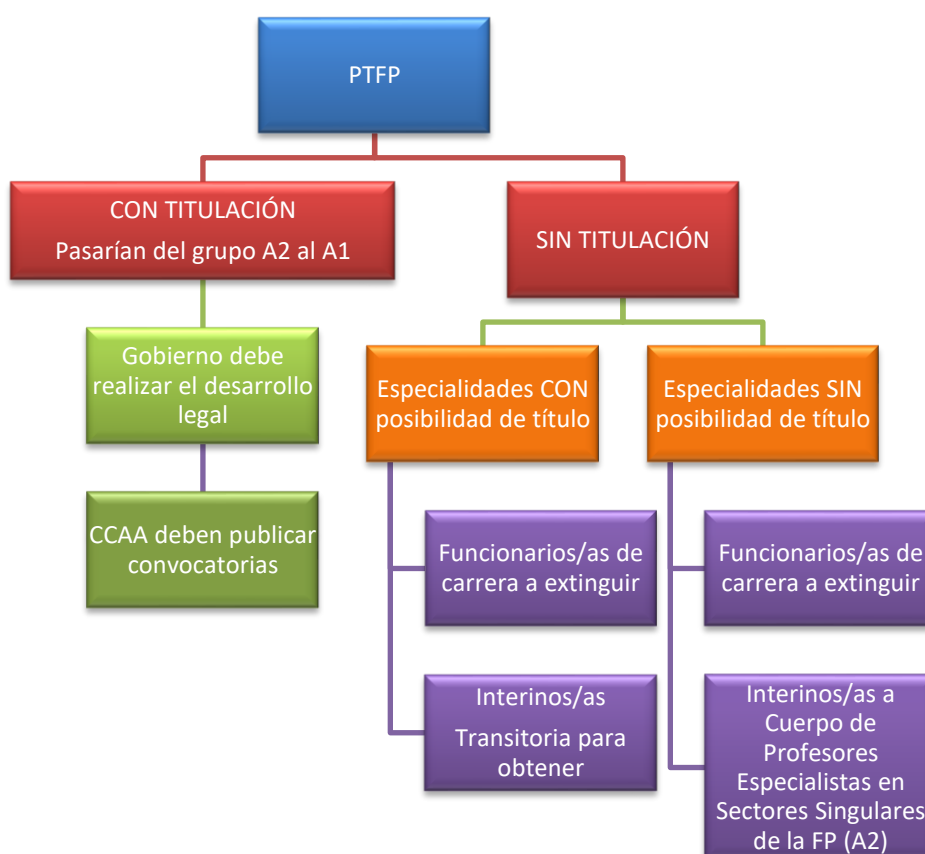 PTFP
CON TITULACIÓN
Pasarían del grupo A2 al A1
SIN TITULACIÓN
Gobierno debe
realizar el desarrollo
legal
CCAA deben publicar
convocatorias
Especialidades CON
posibilidad de título
Funcionarios/as de
carrera a extinguir
Interinos/as
Transitoria para
obtener
Especialidades SIN
posibilidad de título
Funcionarios/as de
carrera a extinguir
Interinos/as a
Cuerpo de
Profesores
Especialistas en
Sectores Singulares
de la FP (A2)